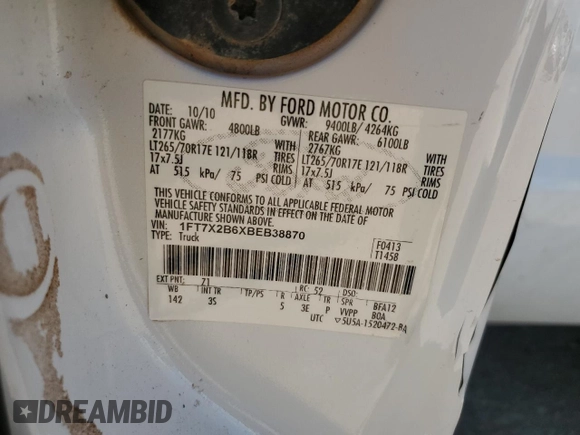 MFD. BY FORD MOTOR CO.
DATE: 10/10 GVWR: 9400LB/ 4264KG
FRONT GAWR: 4800LB REAR GAWR: 6100LB
2177KG WITH 2767KG WITH
LT265/70R17E 121/118R TIRES LT265/70R17E 121/118R TIRES
17x7.5J RIMS 17x7.5J RIMS
AT 515 kPa/ 75 PSI COLD AT 515 kPa/ 75 PSI COLD
THIS VEHICLE CONFORMS TO ALL APPLICABLE FEDERAL MOTOR
VEHICLE SAFETY STANDARDS IN EFFECT ON THE DATE OF
MANUFACTURE SHOWN ABOVE.
VIN: 1FT7X2B6XBEB38870
TYPE: Truck
F0413
T1458
EXT PNT: Z1 RC: 52 DSO:
WB INT TR TP/PS R AXLE TR SPR BFA12
142 3S 5 3E P VVPP BOA
UTC 5U5A-1520472-BA
DREAMBID